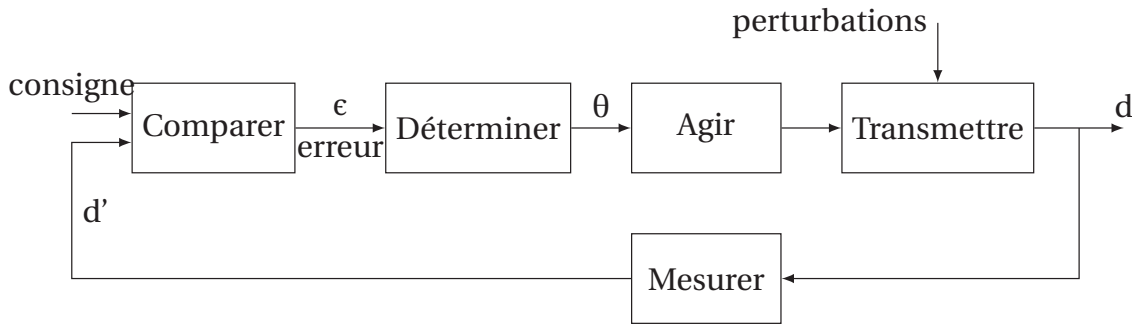 perturbations
consigne
Comparer
ϵ
erreur
Déterminer
θ
Agir
Transmettre
d
d'
Mesurer